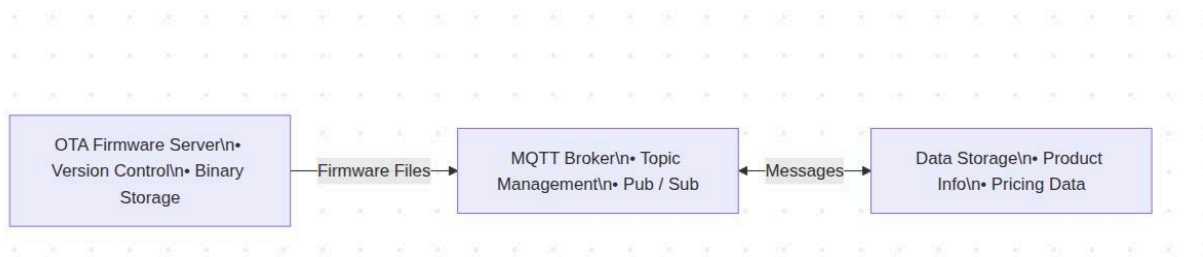 OTA Firmware Server\n•
Version Control\n• Binary
Storage
Firmware Files
MQTT Broker\n• Topic
Management\n• Pub / Sub
Messages
Data Storage\n• Product
Info\n• Pricing Data